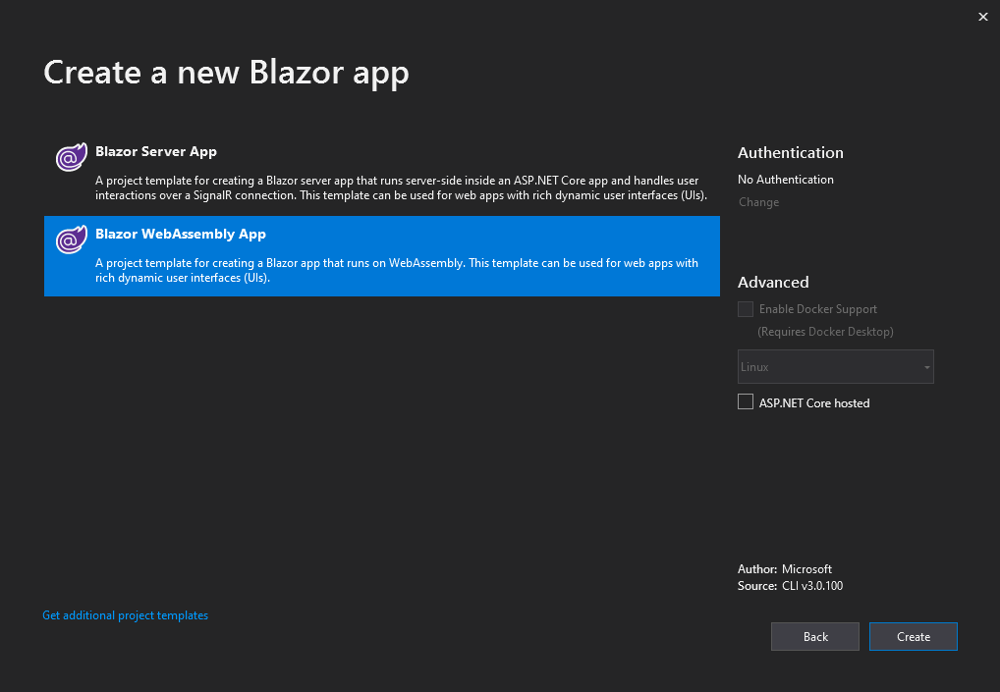 Create a new Blazor app
Blazor Server App
A project template for creating a Blazor server app that runs server-side inside an ASP.NET Core app and handles user
interactions over a SignalR connection. This template can be used for web apps with rich dynamic user interfaces (UIs).
Blazor WebAssembly App
A project template for creating a Blazor app that runs on WebAssembly. This template can be used for web apps with
rich dynamic user interfaces (UIs).
Authentication
No Authentication
Change
Advanced
Enable Docker Support
(Requires Docker Desktop)
Linux
ASP.NET Core hosted
Author: Microsoft
Source: CLI v3.0.100
Get additional project templates
Back
Create